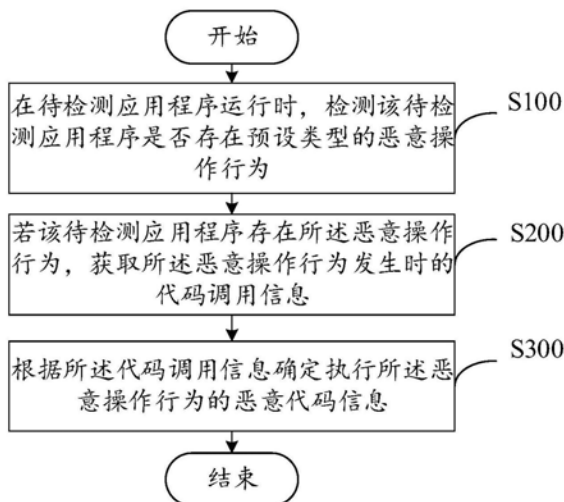 开始
在待检测应用程序运行时，检测该待检
测应用程序是否存在预设类型的恶意操
作行为
S100
若该待检测应用程序存在所述恶意操作
行为，获取所述恶意操作行为发生时的
代码调用信息
S200
根据所述代码调用信息确定执行所述恶
意操作行为的恶意代码信息
S300
结束